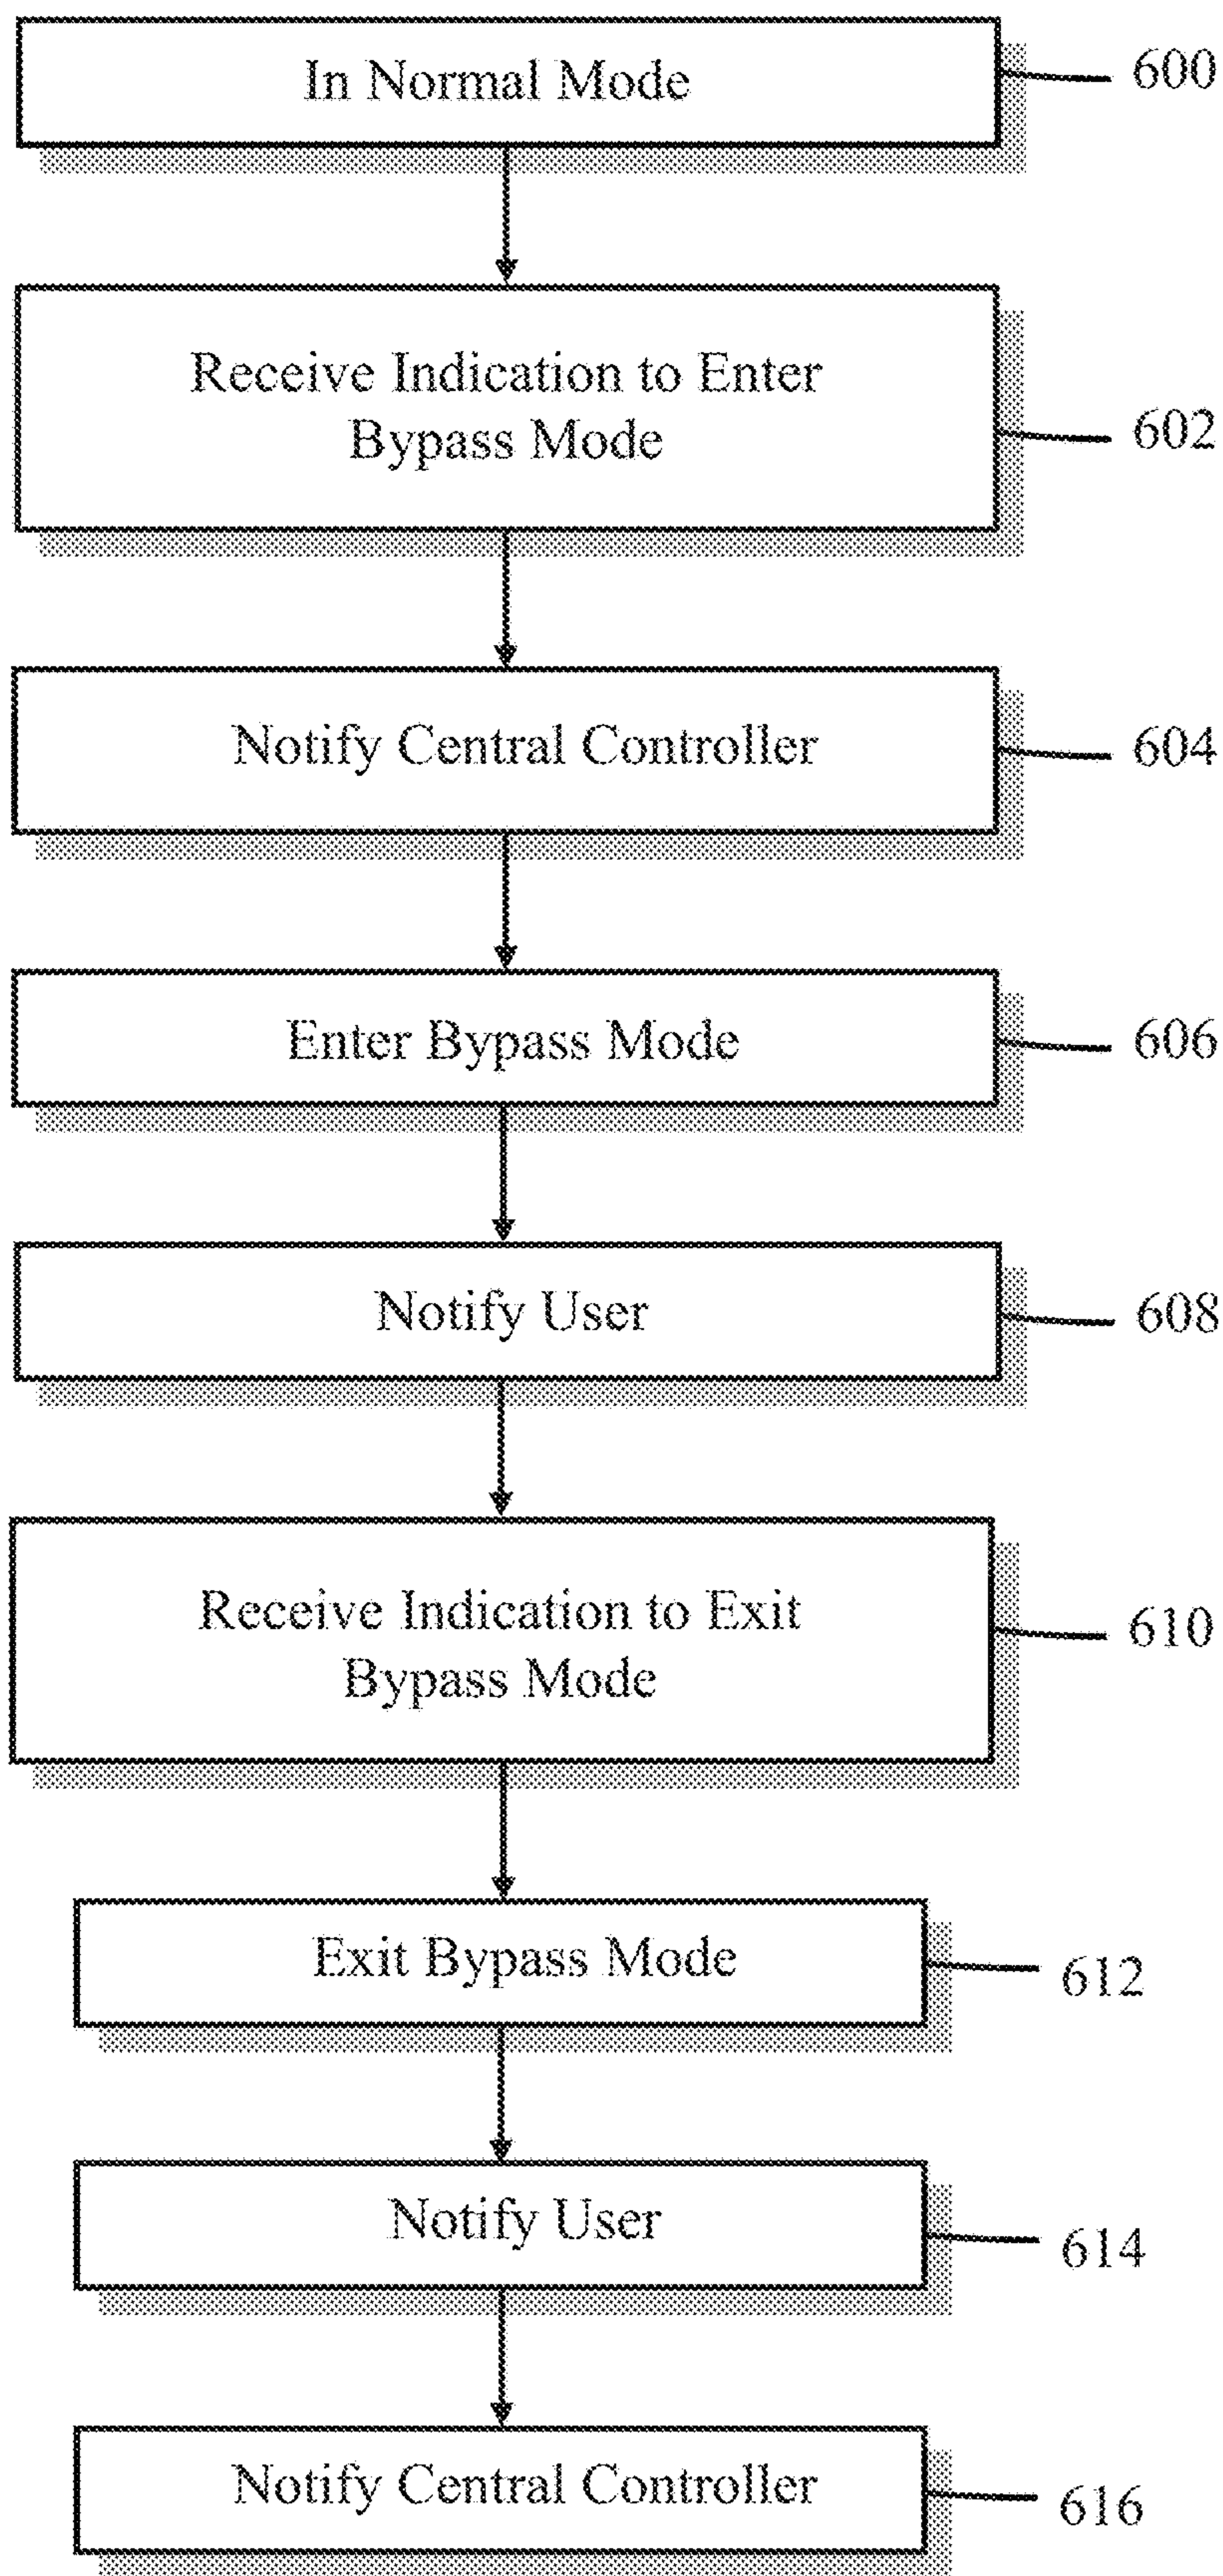 In Normal Mode
600
Receive Indication to Enter
Bypass Mode
602
Notify Central Controller
604
Enter Bypass Mode
606
Notify User
608
Receive Indication to Exit
Bypass Mode
610
Exit Bypass Mode
612
Notify User
614
Notify Central Controller
616